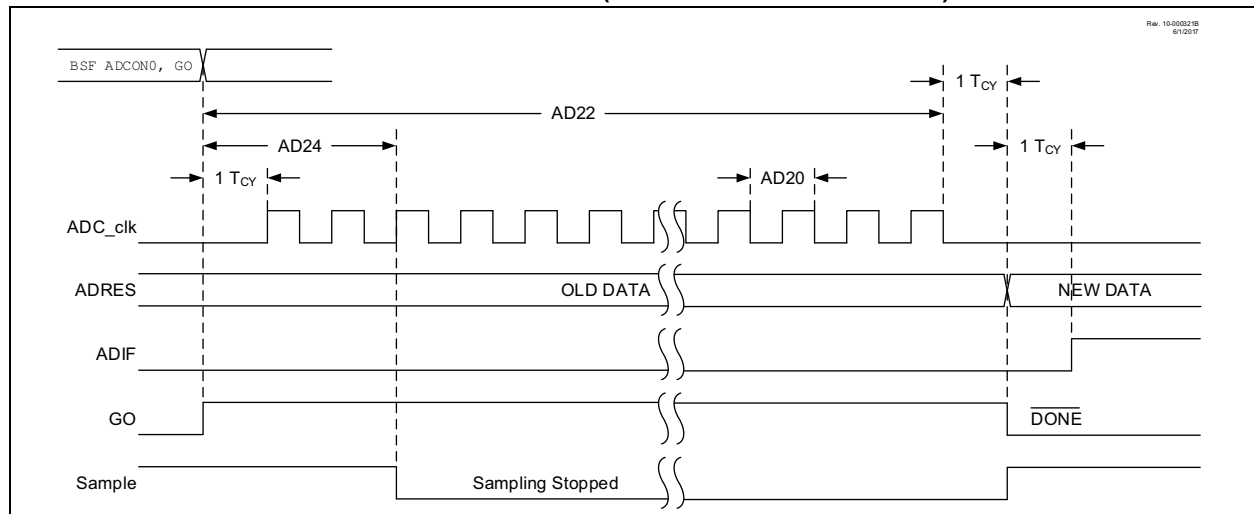 Rev. 10-000321B
6/1/2017
BSF ADCON0, GO
1 TCY
AD22
AD24
1 TCY
1 TCY
AD20
ADC_clk
ADRES
OLD DATA
NEW DATA
ADIF
GO
DONE
Sample
Sampling Stopped